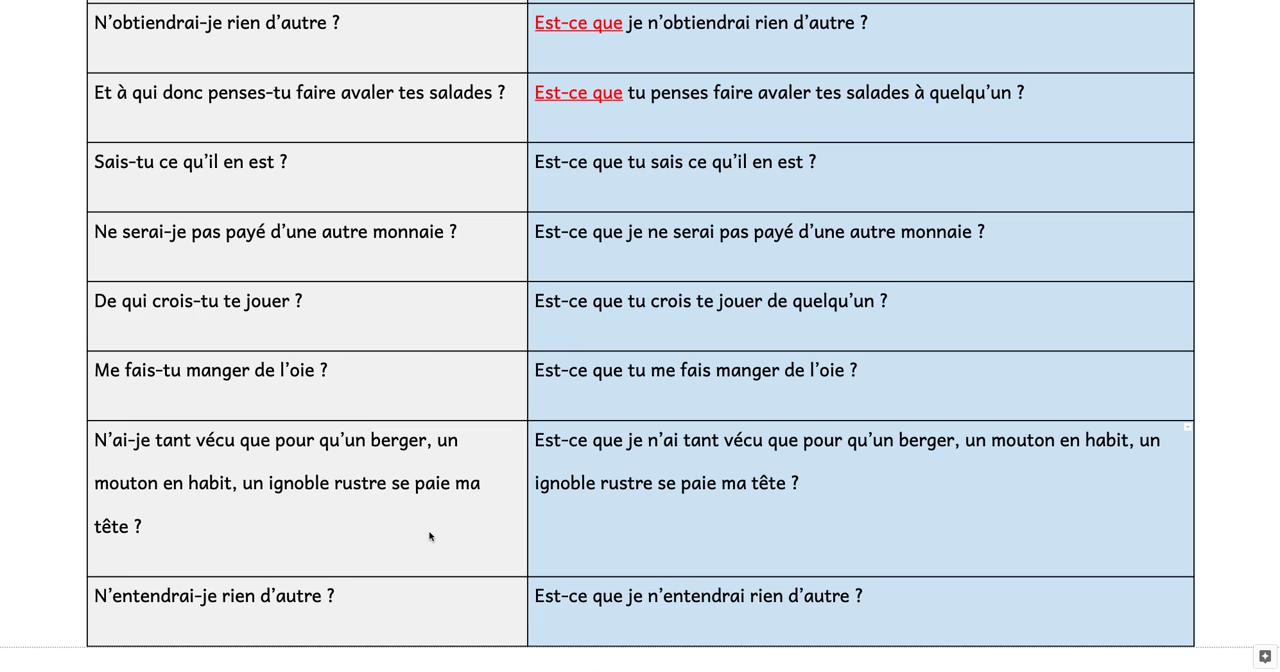 N’obtiendrai-je rien d’autre ?
Est-ce que je n’obtiendrai rien d’autre ?
Et à qui donc penses-tu faire avaler tes salades ?
Est-ce que tu penses faire avaler tes salades à quelqu’un ?
Sais-tu ce qu’il en est ?
Est-ce que tu sais ce qu’il en est ?
Ne serai-je pas payé d’une autre monnaie ?
Est-ce que je ne serai pas payé d’une autre monnaie ?
De qui crois-tu te jouer ?
Est-ce que tu crois te jouer de quelqu’un ?
Me fais-tu manger de l’oie ?
Est-ce que tu me fais manger de l’oie ?
N’ai-je tant vécu que pour qu’un berger, un
mouton en habit, un ignoble rustre se paie ma
tête ?
Est-ce que je n’ai tant vécu que pour qu’un berger, un mouton en habit, un
ignoble rustre se paie ma tête ?
N’entendrai-je rien d’autre ?
Est-ce que je n’entendrai rien d’autre ?